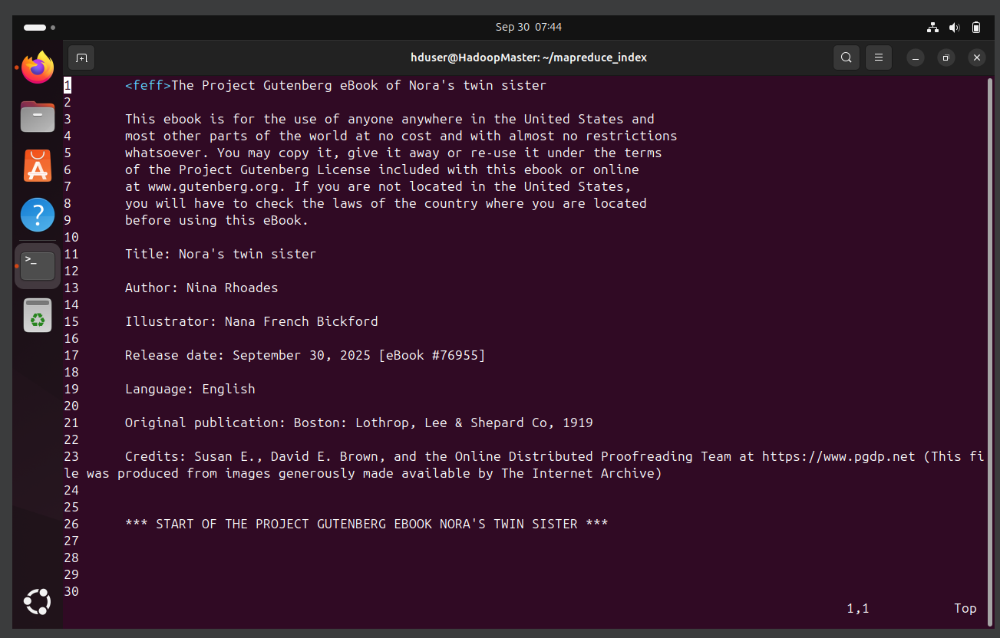 Sep 30 07:44
hduser@HadoopMaster: ~/mapreduce_index
1 <feff>The Project Gutenberg eBook of Nora's twin sister
2
3 This ebook is for the use of anyone anywhere in the United States and
4 most other parts of the world at no cost and with almost no restrictions
5 whatsoever. You may copy it, give it away or re-use it under the terms
6 of the Project Gutenberg License included with this ebook or online
7 at www.gutenberg.org. If you are not located in the United States,
8 you will have to check the laws of the country where you are located
9 before using this eBook.
10
11 Title: Nora's twin sister
12
13 Author: Nina Rhoades
14
15 Illustrator: Nana French Bickford
16
17 Release date: September 30, 2025 [eBook #76955]
18
19 Language: English
20
21 Original publication: Boston: Lothrop, Lee & Shepard Co, 1919
22
23 Credits: Susan E., David E. Brown, and the Online Distributed Proofreading Team at https://www.pgdp.net (This fi
le was produced from images generously made available by The Internet Archive)
24
25
26 *** START OF THE PROJECT GUTENBERG EBOOK NORA'S TWIN SISTER ***
27
28
29
30
1,1 Top